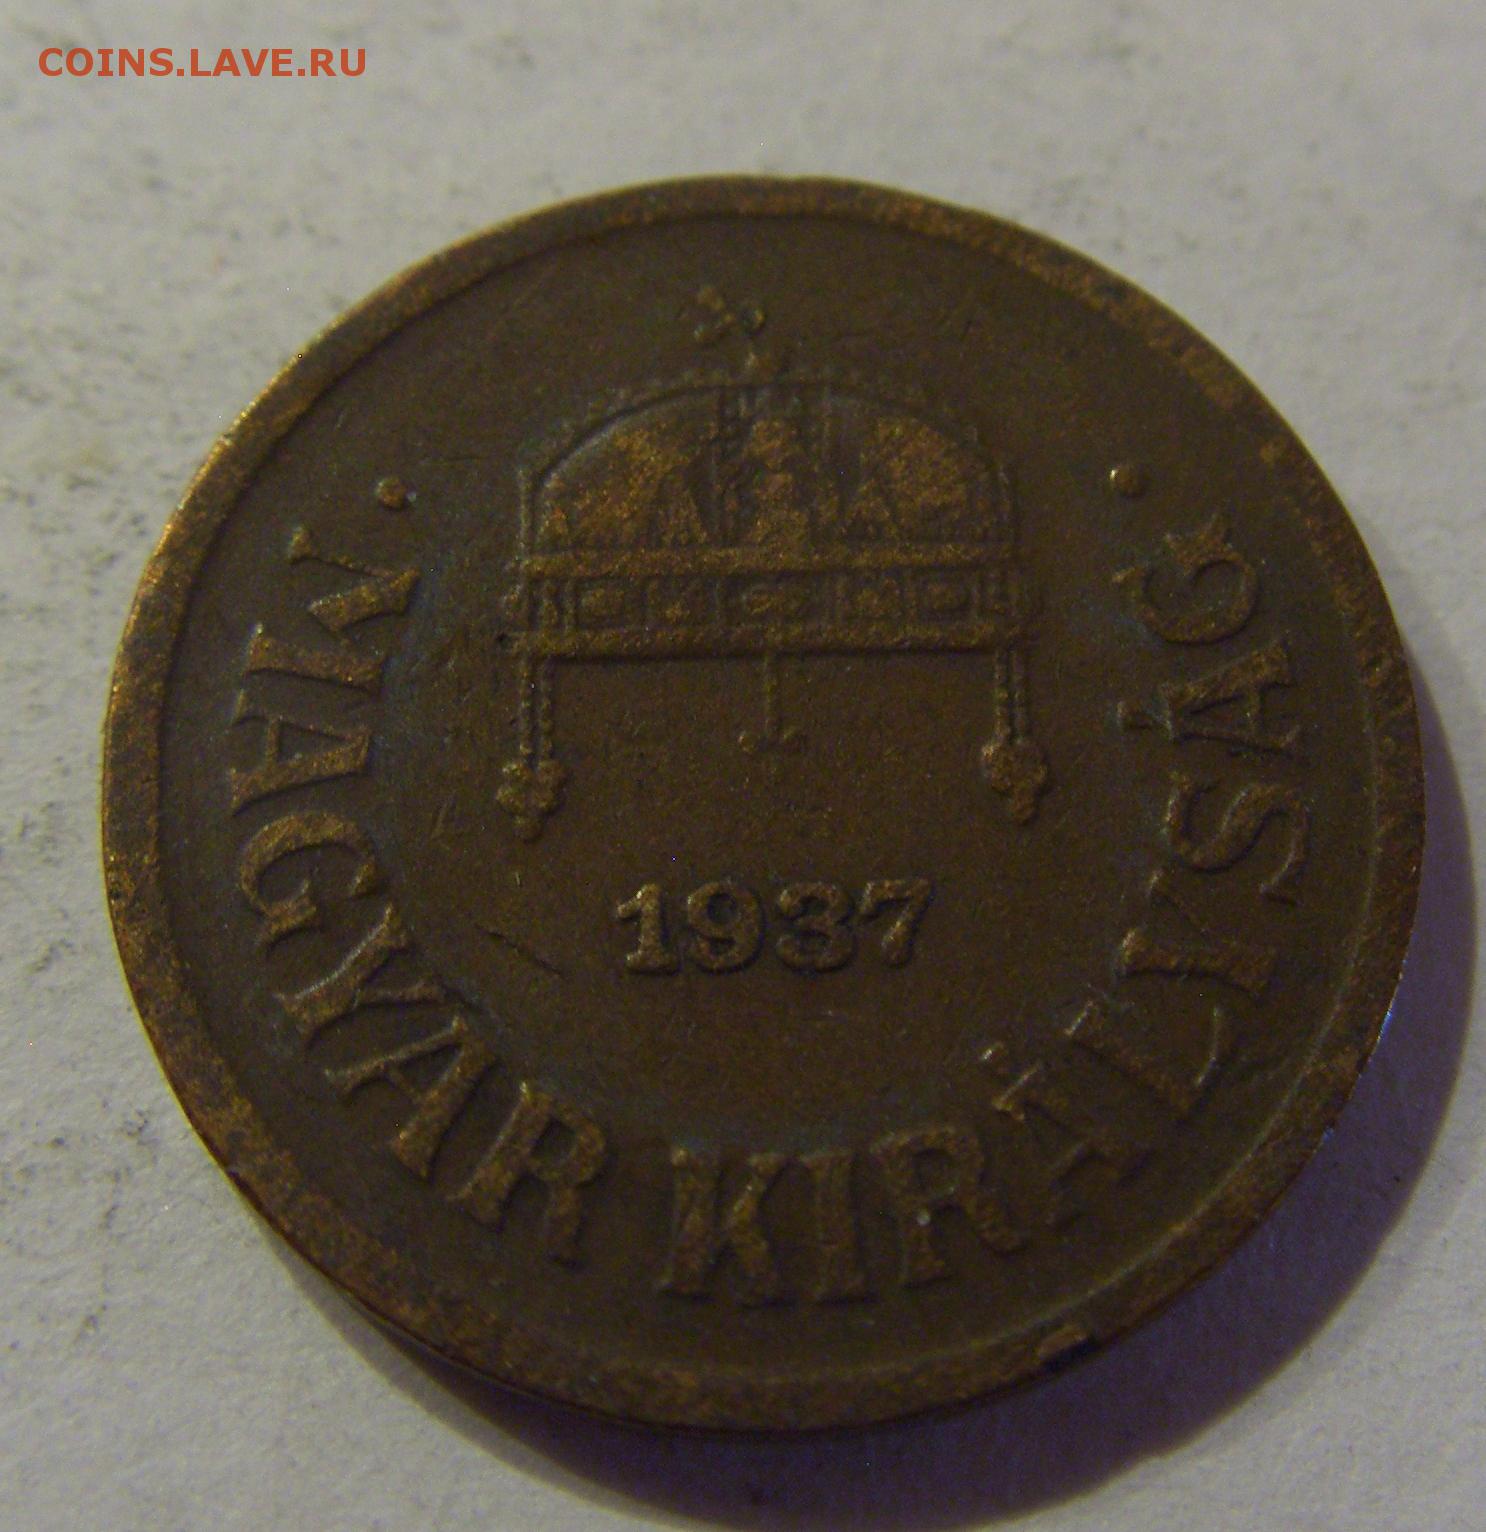 COINS.LAVE.RU
· MAGYAR KIRÁLYSÁG ·
1937